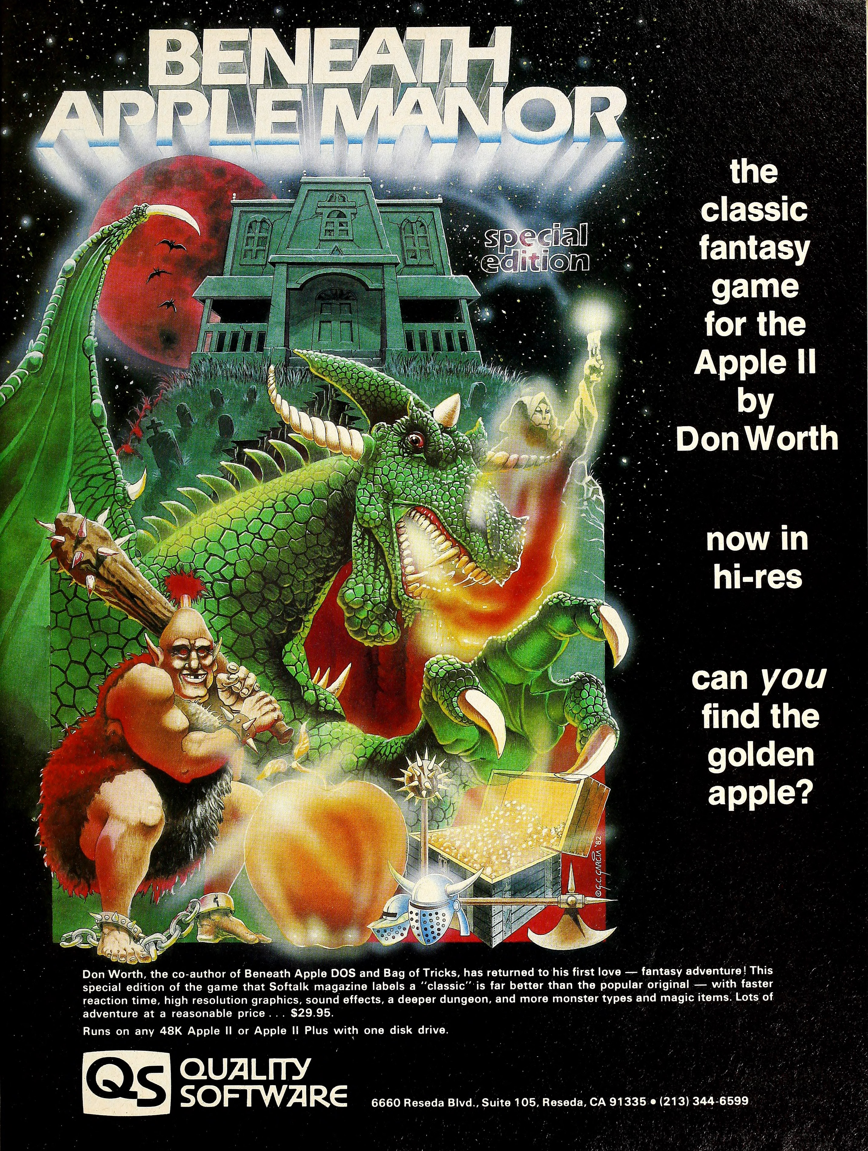 BENEATH
APPLE MANOR
special
edition
the
classic
fantasy
game
for the
Apple II
by
Don Worth
now in
hi-res
can you
find the
golden
apple?
Don Worth, the co-author of Beneath Apple DOS and Bag of Tricks, has returned to his first love — fantasy adventure! This
special edition of the game that Softalk magazine labels a "classic" is far better than the popular original — with faster
reaction time, high resolution graphics, sound effects, a deeper dungeon, and more monster types and magic items. Lots of
adventure at a reasonable price . . . $29.95.
Runs on any 48K Apple II or Apple II Plus with one disk drive.
QS QUALITY
SOFTWARE
6660 Reseda Blvd., Suite 105, Reseda, CA 91335 • (213) 344-6599